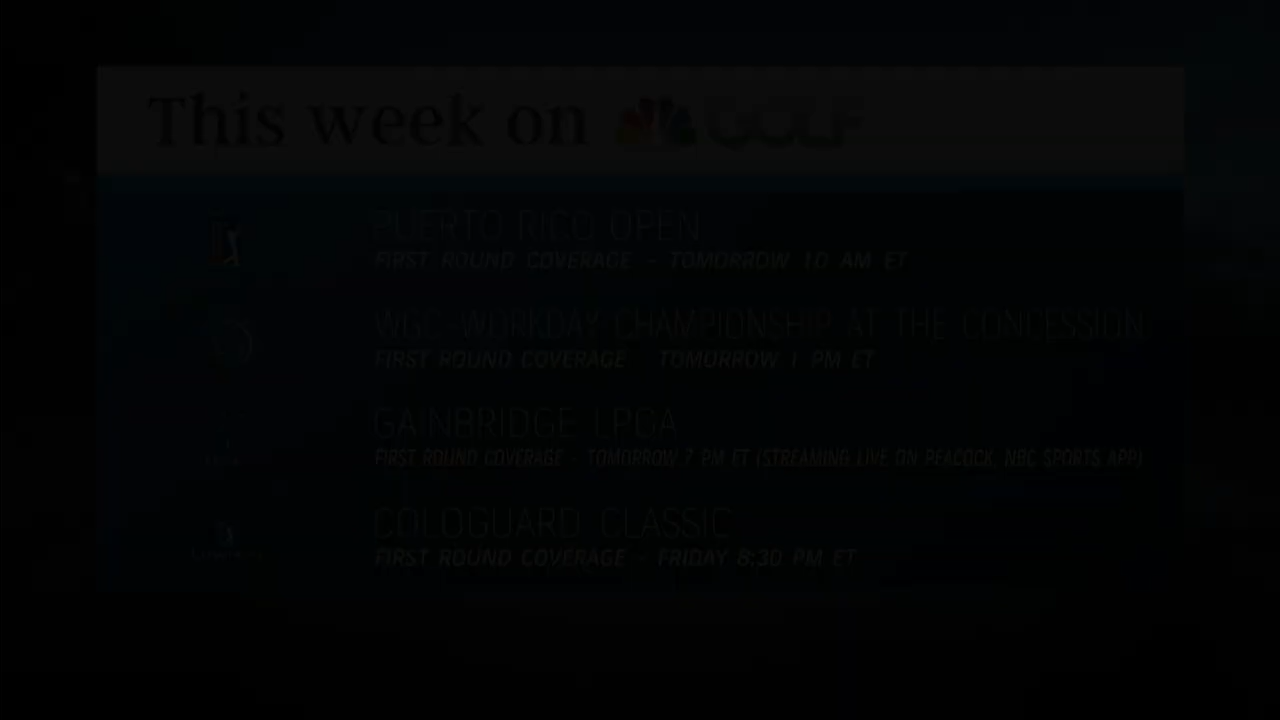 This week on GOLF
PUERTO RICO OPEN
FIRST ROUND COVERAGE - TOMORROW 10 AM ET
WGC-WORKDAY CHAMPIONSHIP AT THE CONCESSION
FIRST ROUND COVERAGE - TOMORROW 1 PM ET
GAINBRIDGE LPGA
FIRST ROUND COVERAGE - TOMORROW 7 PM ET (STREAMING LIVE ON PEACOCK, NBC SPORTS APP)
COLOGUARD CLASSIC
FIRST ROUND COVERAGE - FRIDAY 8:30 PM ET